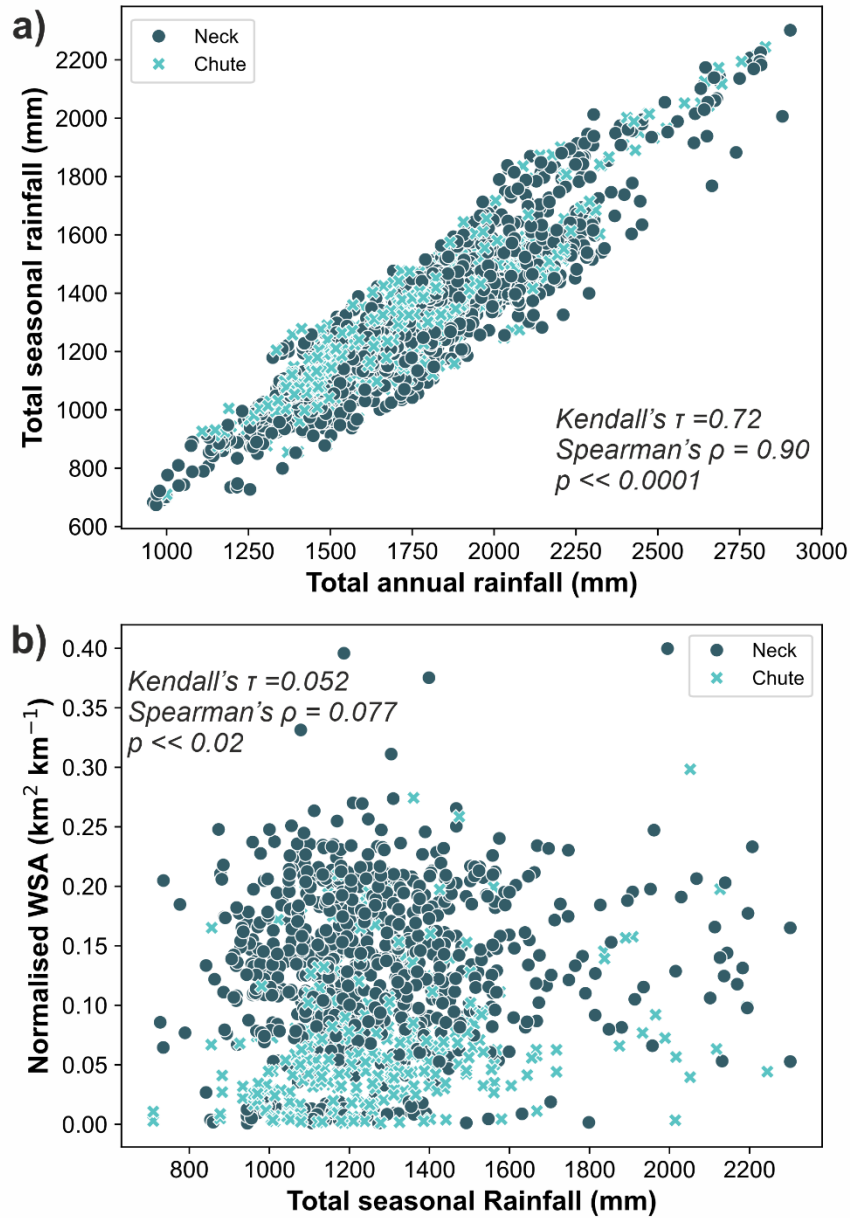 a)
Neck
Chute
2200
2000
1800
1600
1400
1200
1000
800
600
Total seasonal rainfall (mm)
Kendall's τ =0.72
Spearman's ρ = 0.90
p << 0.0001
1000 1250 1500 1750 2000 2250 2500 2750 3000
Total annual rainfall (mm)
b)
Neck
Chute
Kendall's τ =0.052
Spearman's ρ = 0.077
p << 0.02
0.40
0.35
0.30
0.25
0.20
0.15
0.10
0.05
0.00
Normalised WSA (km² km⁻¹)
800 1000 1200 1400 1600 1800 2000 2200
Total seasonal Rainfall (mm)